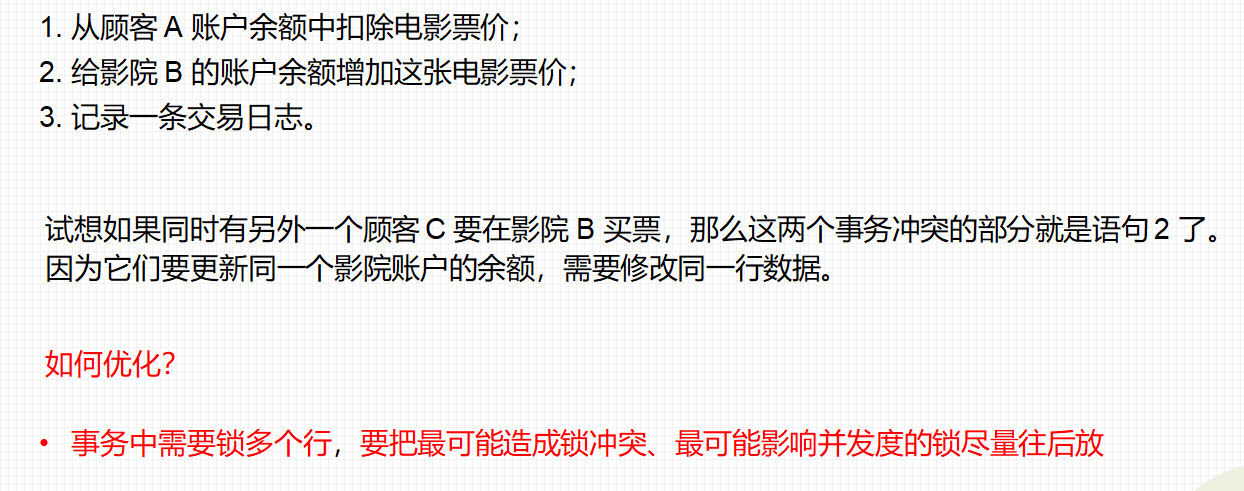 1. 从顾客 A 账户余额中扣除电影票价；
2. 给影院 B 的账户余额增加这张电影票价；
3. 记录一条交易日志。
试想如果同时有另外一个顾客 C 要在影院 B 买票，那么这两个事务冲突的部分就是语句 2 了。
因为它们要更新同一个影院账户的余额，需要修改同一行数据。
如何优化？
• 事务中需要锁多个行，要把最可能造成锁冲突、最可能影响并发度的锁尽量往后放